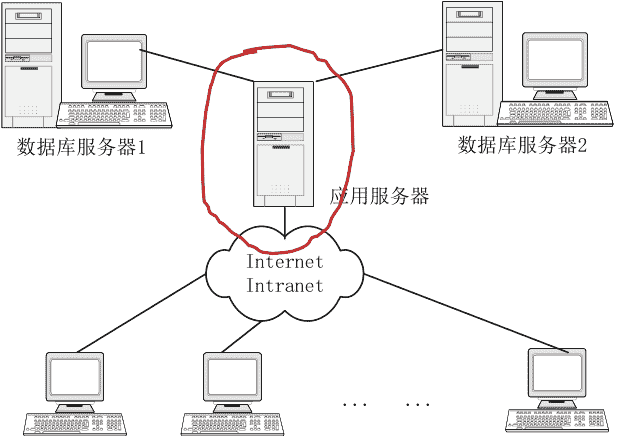 数据库服务器1
数据库服务器2
应用服务器
Internet
Intranet
... ...